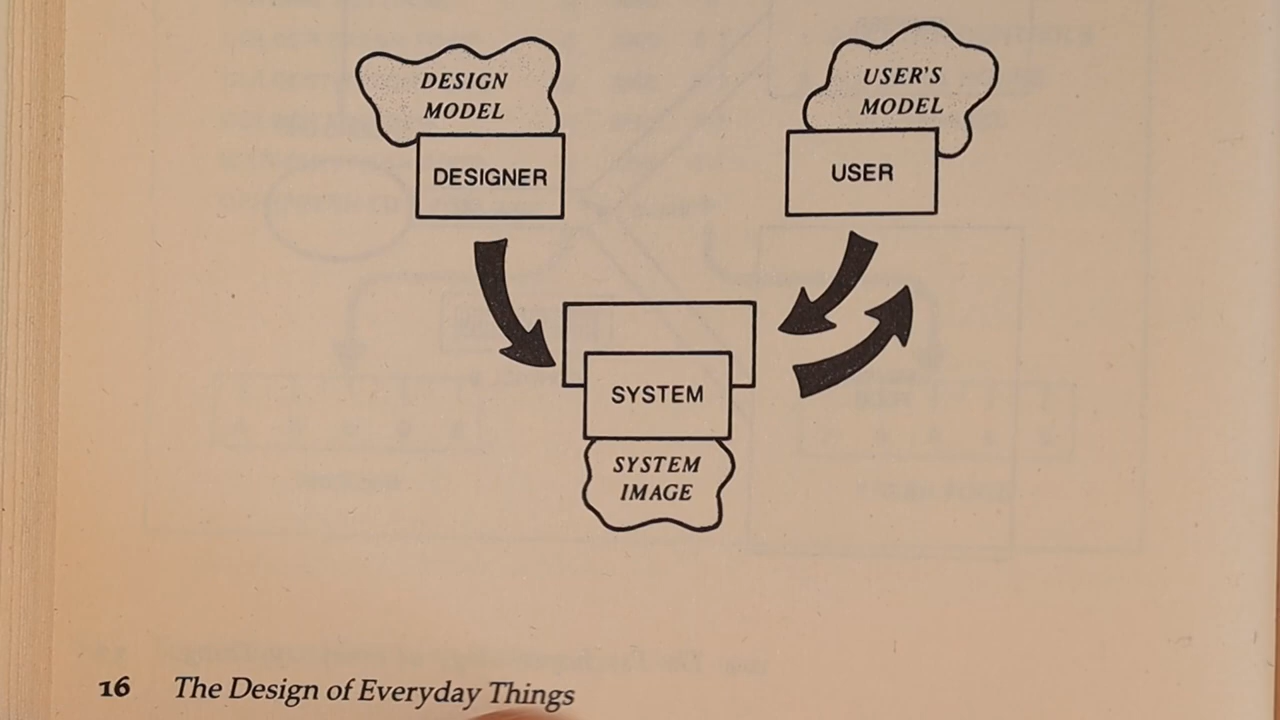 DESIGN
MODEL
DESIGNER
USER'S
MODEL
USER
SYSTEM
SYSTEM
IMAGE
16 The Design of Everyday Things